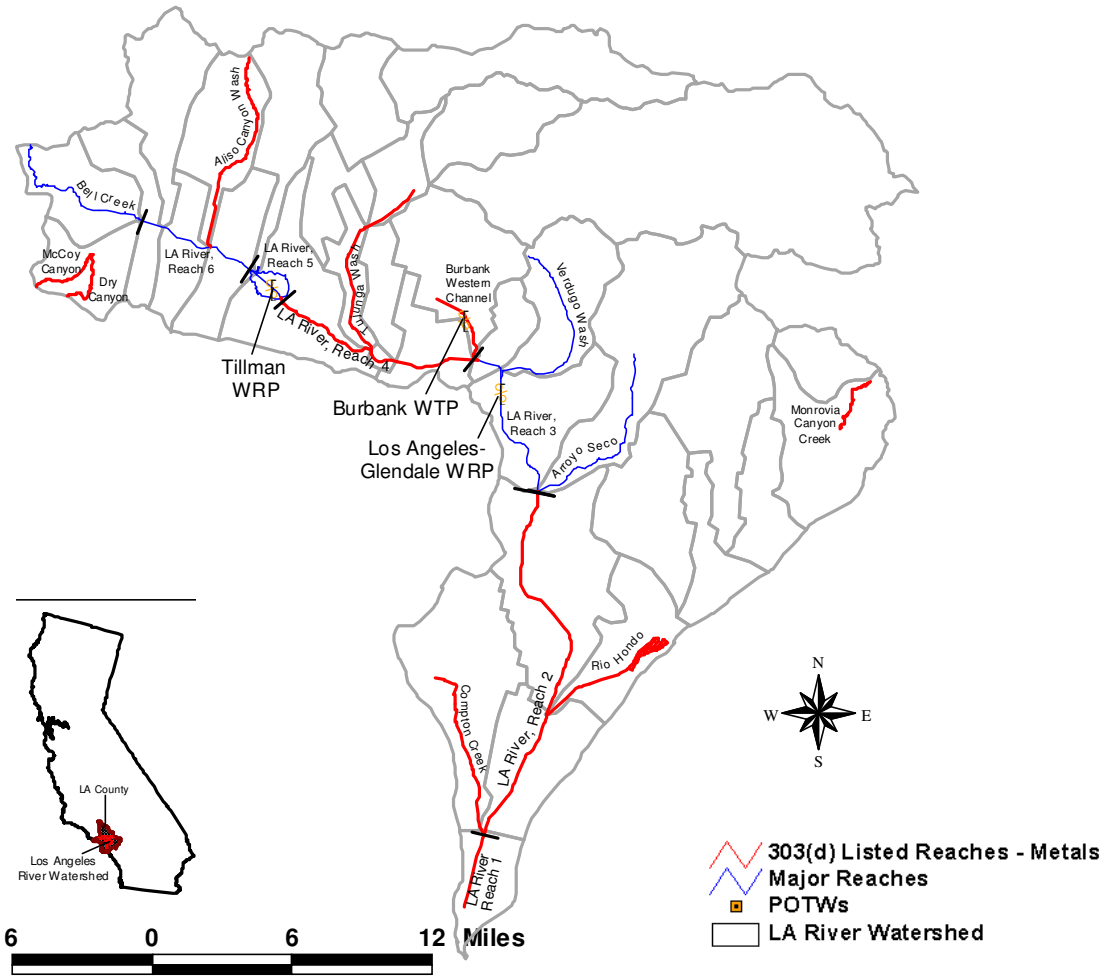 Aliso Canyon Wash
Bell Creek
McCoy
Canyon
Dry
Canyon
LA River,
Reach 6
LA River,
Reach 5
Tujunga Wash
Burbank
Western
Channel
Verdugo Wash
LA River, Reach 4
Tillman
WRP
Burbank WTP
Los Angeles-
Glendale WRP
LA River,
Reach 3
Arroyo Seco
Monrovia
Canyon
Creek
Rio Hondo
LA River, Reach 2
Compton Creek
LA River
Reach 1
N
W
E
S
LA County
Los Angeles
River Watershed
303(d) Listed Reaches - Metals
Major Reaches
POTWs
LA River Watershed
6 0 6 12 Miles